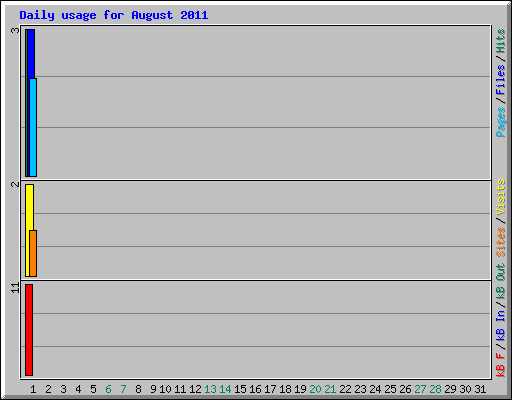 Daily usage for August 2011
3
2
11
Pages / Files / Hits
Sites / Visits
kB F / kB In / kB Out
1 2 3 4 5 6 7 8 9 10 11 12 13 14 15 16 17 18 19 20 21 22 23 24 25 26 27 28 29 30 31